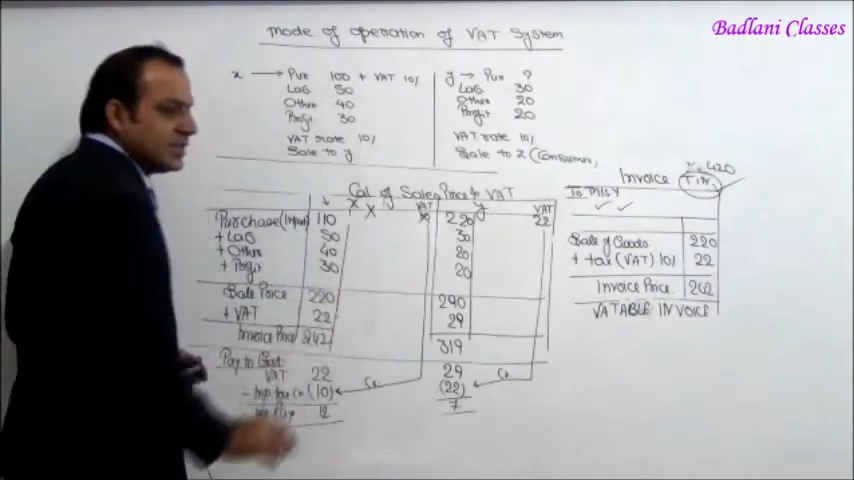 Badlani Classes
Mode of operation of VAT System
x → Pur 100 + VAT 10%
L&O 50
Other 40
Profit 30
VAT rate 10%
Sale to y
y → Pur ?
L&O 30
Other 20
Profit 20
VAT rate 10%
Sale to Z (Consumer)
Cal of Sales Price & VAT
x VAT y VAT
Purchase (Input) 110 220 22
+ L&O 50 30
+ Other 40 20
+ Profit 30 20
Sale Price 220 290
+ VAT 22 29
Invoice Price 242 319
Pay to Govt
VAT 22 29
- Inp tax Cr (10) Cr (22) Cr
Pay 12 7
Invoice TIN 420
To M/s Y
Sale of Goods 220
+ tax (VAT) 10% 22
Invoice Price 242
VATABLE INVOICE